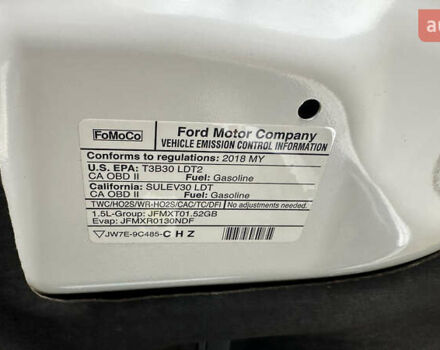 au
FoMoCo
Ford Motor Company
VEHICLE EMISSION CONTROL INFORMATION
Conforms to regulations: 2018 MY
U.S. EPA: T3B30 LDT2
CA OBD II Fuel: Gasoline
California: SULEV30 LDT
CA OBD II Fuel: Gasoline
TWC/HO2S/WR-HO2S/CAC/TC/DFI No adjustments needed.
1.5L-Group: JFMXT01.52GB
Evap: JFMXR0130NDF
JW7E-9C485-CHZ